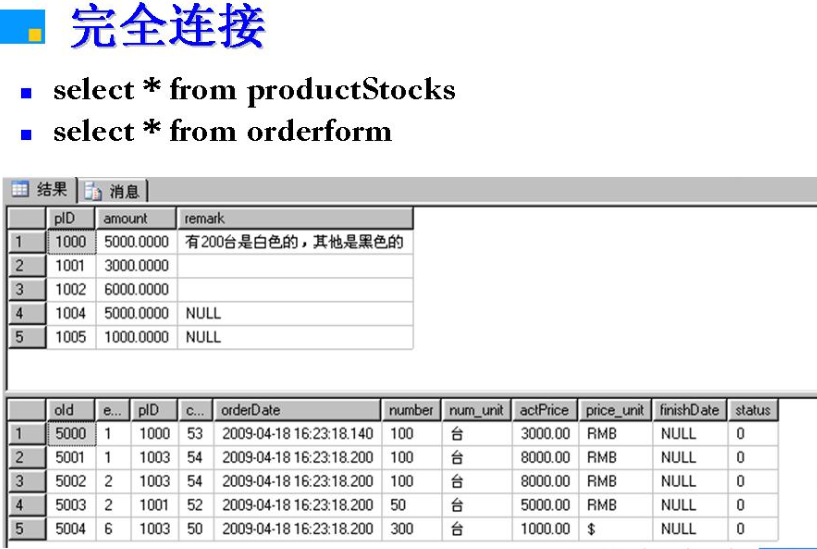 完全连接
select * from productStocks
select * from orderform
结果 消息
pID amount remark
1 1000 5000.0000 有200台是白色的，其他是黑色的
2 1001 3000.0000
3 1002 6000.0000
4 1004 5000.0000 NULL
5 1005 1000.0000 NULL
oId e... pID c... orderDate number num_unit actPrice price_unit finishDate status
1 5000 1 1000 53 2009-04-18 16:23:18.140 100 台 3000.00 RMB NULL 0
2 5001 1 1003 54 2009-04-18 16:23:18.200 100 台 8000.00 RMB NULL 0
3 5002 2 1003 54 2009-04-18 16:23:18.200 100 台 8000.00 RMB NULL 0
4 5003 2 1001 52 2009-04-18 16:23:18.200 50 台 5000.00 RMB NULL 0
5 5004 6 1003 50 2009-04-18 16:23:18.200 300 台 1000.00 $ NULL 0